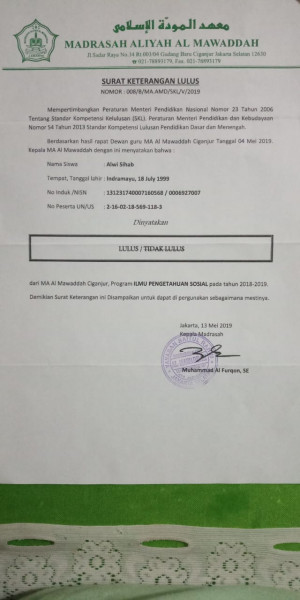 معهد المودة الإسلامي
MADRASAH ALIYAH AL MAWADDAH
Jl.Sadar Raya No.14 Rt 001/04 Gudang Baru Ciganjur Jakarta Selatan 12630
☎ 021-78893179, Fax. 021-78893179
SURAT KETERANGAN LULUS
NOMOR : 008/B/MA.AMD/SKL/V/2019
Mempertimbangkan Peraturan Menteri Pendidikan Nasional Nomor 23 Tahun 2006
Tentang Standar Kompetensi Kelulusan (SKL). Peraturan Menteri Pendidikan dan Kebudayaan
Nomor 54 Tahun 2013 Standar Kompetensi Lulusan Pendidikan Dasar dan Menengah.
Berdasarkan hasil rapat Dewan guru MA Al Mawaddah Ciganjur Tanggal 04 Mei 2019.
Kepala MA Al Mawaddah dengan ini menyatakan bahwa :
Nama Siswa : Alwi Sihab
Tempat, Tanggal lahir : Indramayu, 18 July 1999
No Induk /NISN : 131231740007160568 / 0006927007
No Peserta UN/US : 2-16-02-18-569-118-3
Dinyatakan
LULUS / TIDAK LULUS
dari MA Al Mawaddah Ciganjur, Program ILMU PENGETAHUAN SOSIAL pada tahun 2018-2019.
Demikian Surat Keterangan ini Disampaikan untuk dapat di pergunakan sebagaimana mestinya.
Jakarta, 13 Mei 2019
Kepala Madrasah
Muhammad Al Furqon, SE